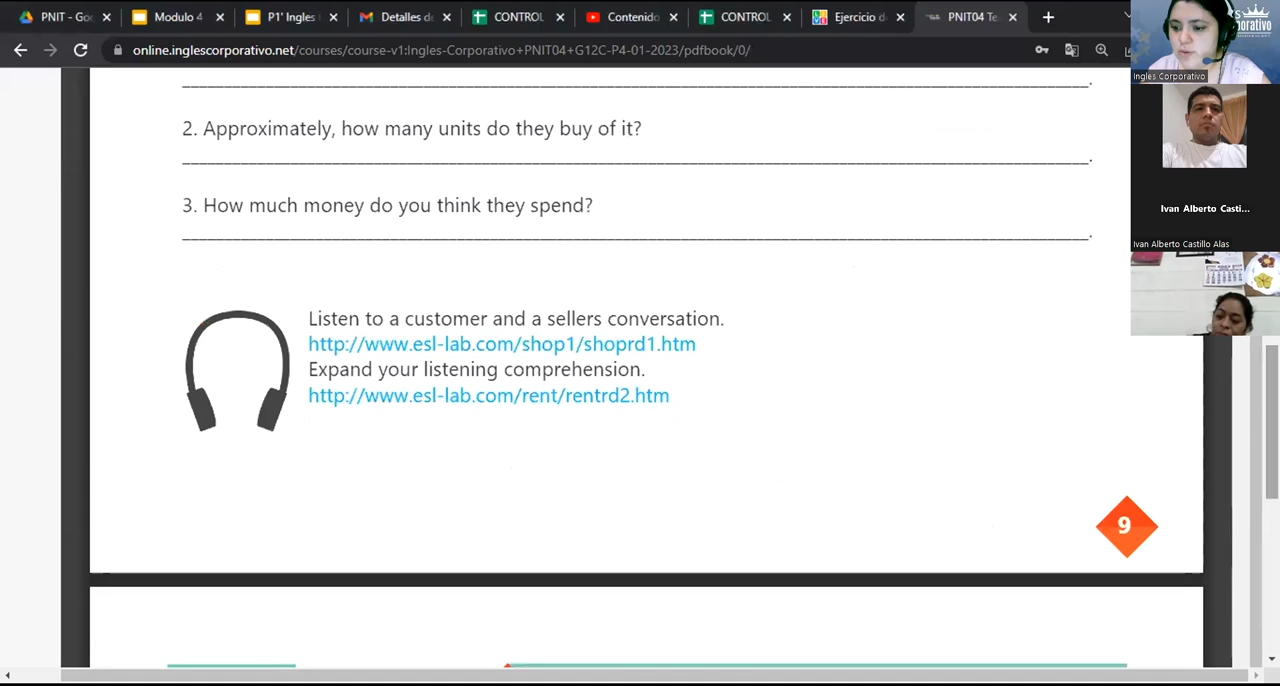 PNIT - Goo
Modulo 4
P1' Ingles
Detalles de
CONTROL
Contenido
CONTROL
Ejercicio d
PNIT04 Te
online.inglescorporativo.net/courses/course-v1:Ingles-Corporativo+PNIT04+G12C-P4-01-2023/pdfbook/0/
Ingles Corporativo
2. Approximately, how many units do they buy of it?
3. How much money do you think they spend?
Ivan Alberto Casti...
Ivan Alberto Castillo Alas
Listen to a customer and a sellers conversation.
http://www.esl-lab.com/shop1/shoprd1.htm
Expand your listening comprehension.
http://www.esl-lab.com/rent/rentrd2.htm
9